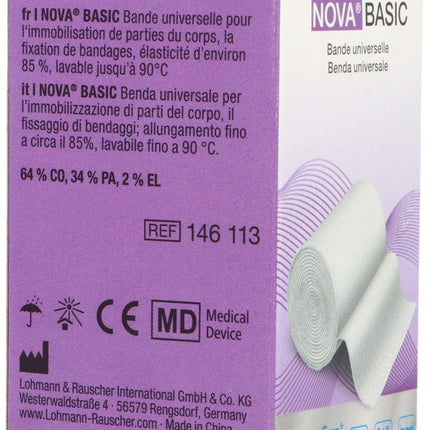 fr I NOVA® BASIC Bande universelle pour
l'immobilisation de parties du corps, la
fixation de bandages, élasticité d'environ
85 %, lavable jusqu'à 90°C
it I NOVA® BASIC Benda universale per
l'immobilizzazione di parti del corpo, il
fissaggio di bendaggi; allungamento fino
a circa il 85%, lavabile fino a 90 °C.
64 % CO, 34 % PA, 2 % EL
REF 146 113
CE MD Medical
Device
Lohmann & Rauscher International GmbH & Co. KG
Westerwaldstraße 4 - 56579 Rengsdorf, Germany
www.Lohmann-Rauscher.com - Made in China
NOVA® BASIC
Bande universelle
Benda universale